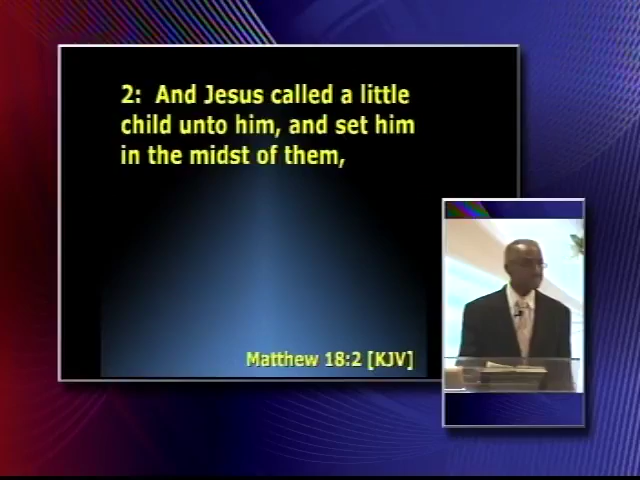 2: And Jesus called a little
child unto him, and set him
in the midst of them,
Matthew 18:2 [KJV]